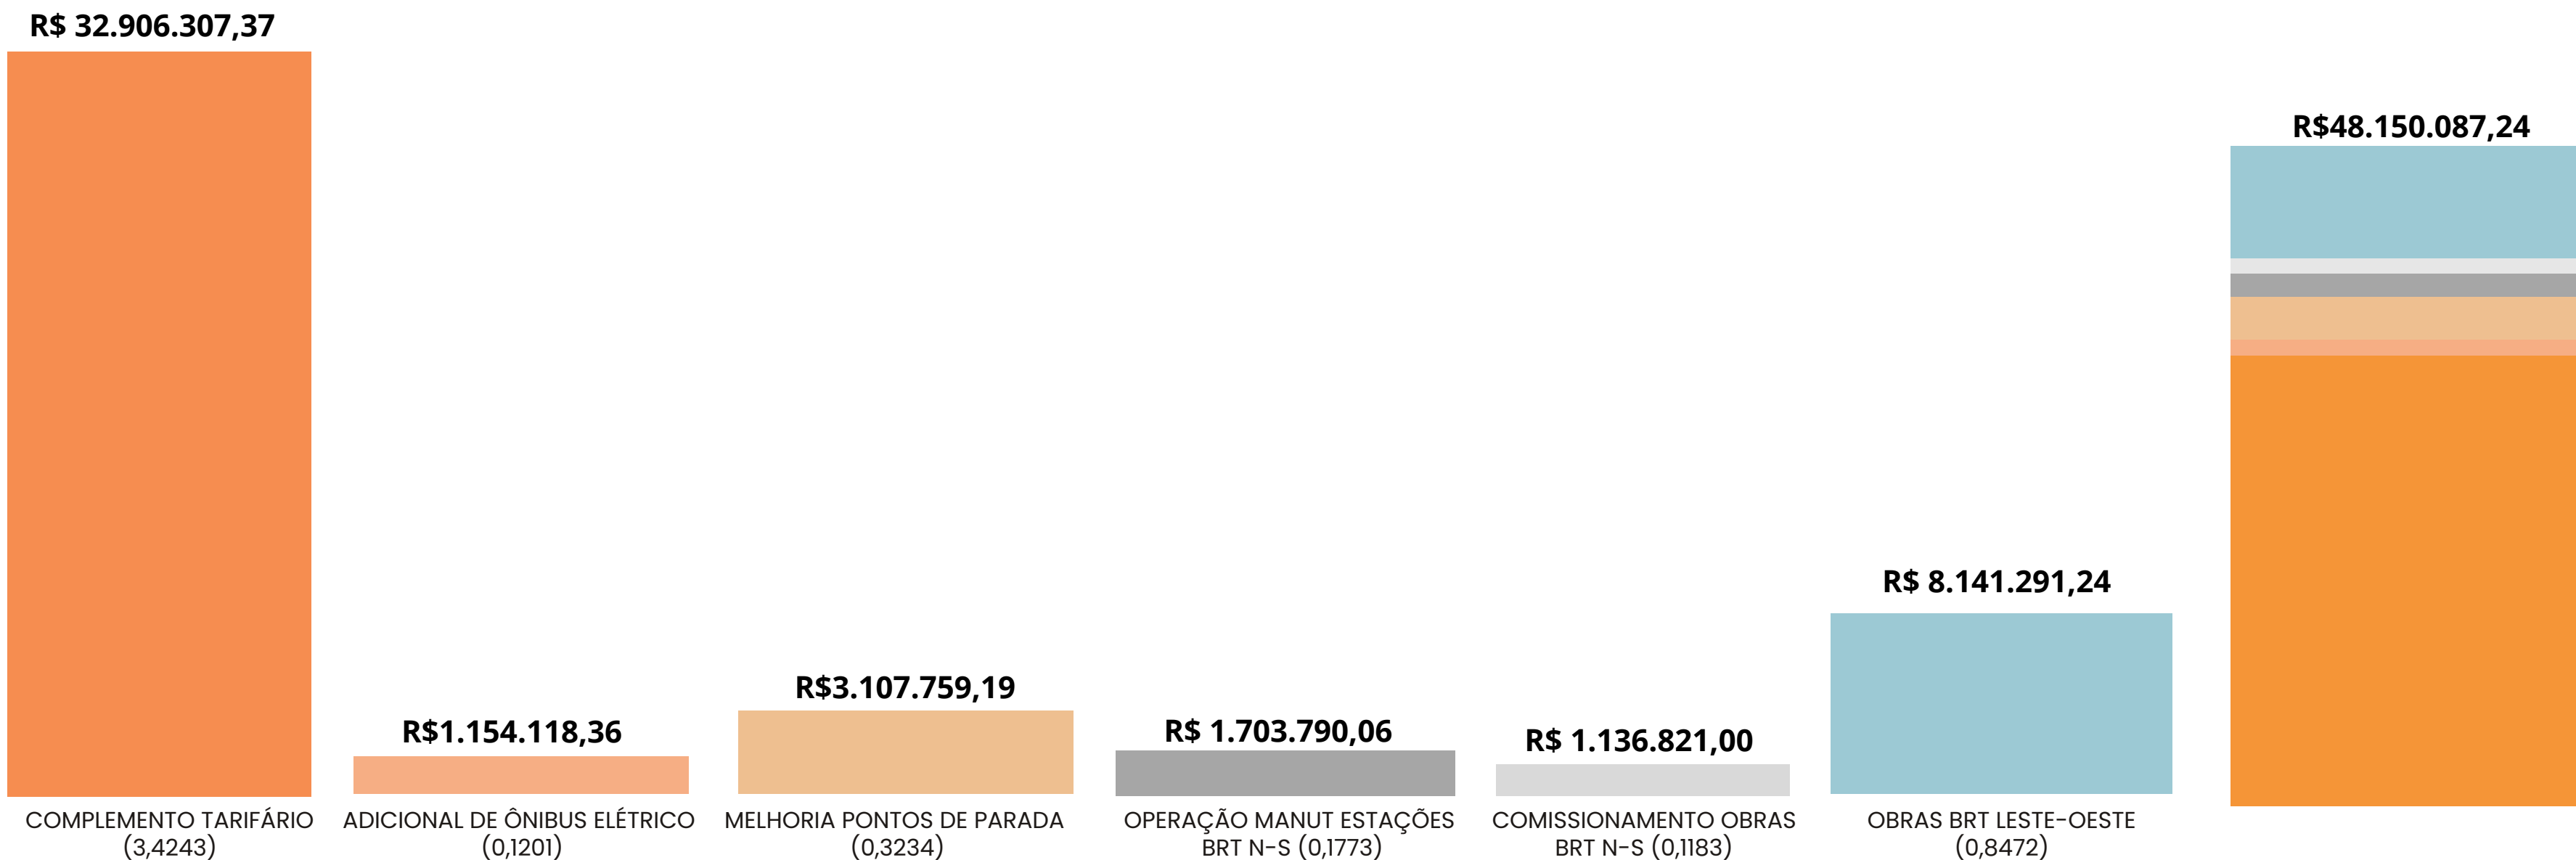 R$ 32.906.307,37
R$48.150.087,24
R$ 8.141.291,24
R$3.107.759,19
R$1.154.118,36
R$ 1.703.790,06
R$ 1.136.821,00
COMPLEMENTO TARIFÁRIO
(3,4243)
ADICIONAL DE ÔNIBUS ELÉTRICO
(0,1201)
MELHORIA PONTOS DE PARADA
(0,3234)
OPERAÇÃO MANUT ESTAÇÕES
BRT N-S (0,1773)
COMISSIONAMENTO OBRAS
BRT N-S (0,1183)
OBRAS BRT LESTE-OESTE
(0,8472)